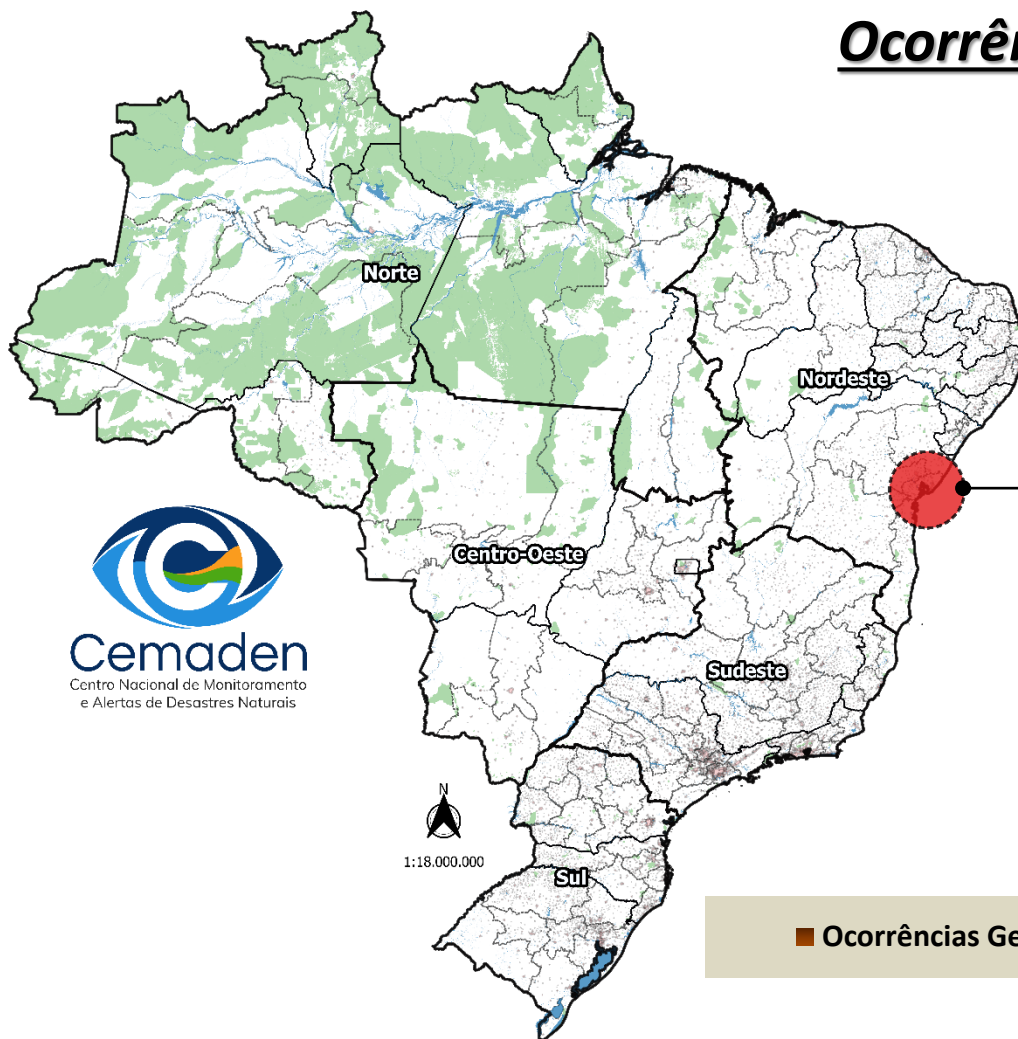 Ocorrên
Norte
Nordeste
Centro-Oeste
Sudeste
Cemaden
Centro Nacional de Monitoramento
e Alertas de Desastres Naturais
N
1:18.000.000
Sul
Ocorrências Ge